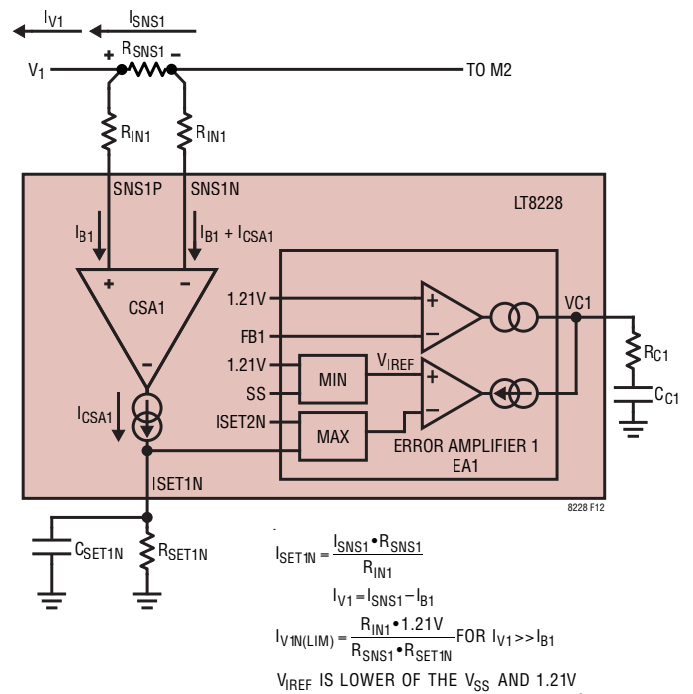 IV1 ISNS1
+ RSNS1 –
V1 TO M2
RIN1 RIN1
SNS1P SNS1N LT8228
IB1 IB1 + ICSA1
+ –
CSA1
–
ICSA1
1.21V + VC1
FB1 –
1.21V MIN VIREF +
SS
ISET2N MAX –
ERROR AMPLIFIER 1
EA1
RC1
CC1
ISET1N
8228 F12
CSET1N RSET1N
ISET1N = ISNS1•RSNS1 / RIN1
IV1=ISNS1–IB1
IV1N(LIM) = RIN1•1.21V / RSNS1•RSET1N FOR IV1>>IB1
VIREF IS LOWER OF THE VSS AND 1.21V